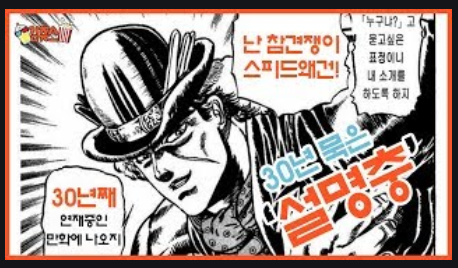 난 참견쟁이
스피드왜건!
「누구냐?」고
묻고싶은
표정이니
내 소개를
하도록 하지
30년 묵은
'설명충'
30년째
연재중인
만화에 나오지